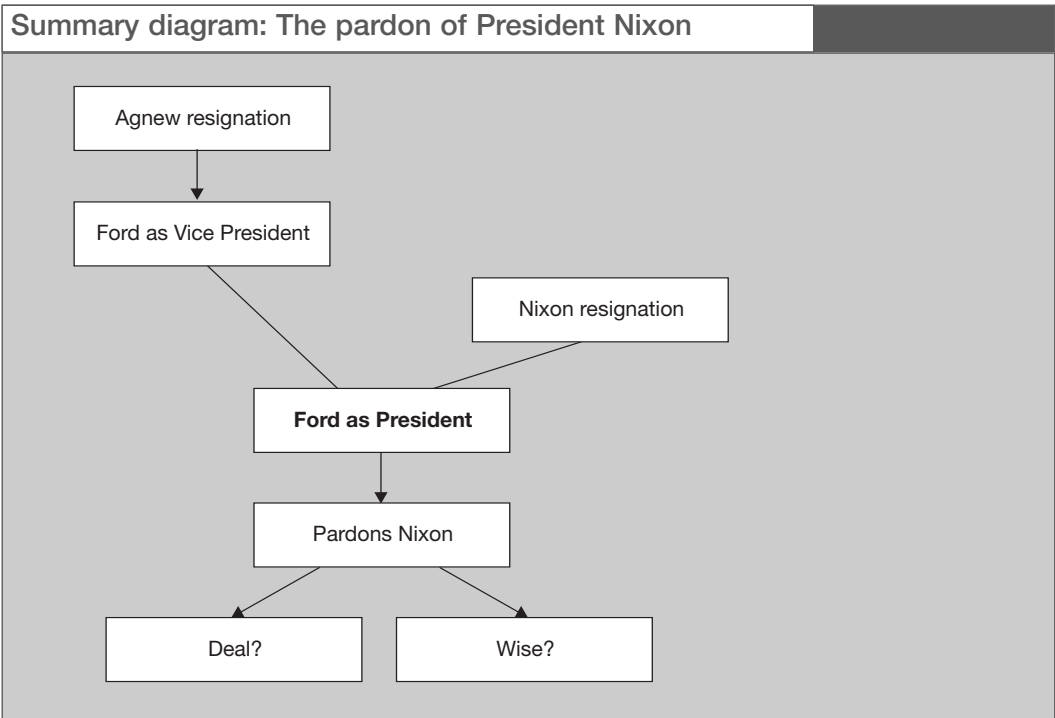 Summary diagram: The pardon of President Nixon
Agnew resignation
Ford as Vice President
Nixon resignation
Ford as President
Pardons Nixon
Deal?
Wise?